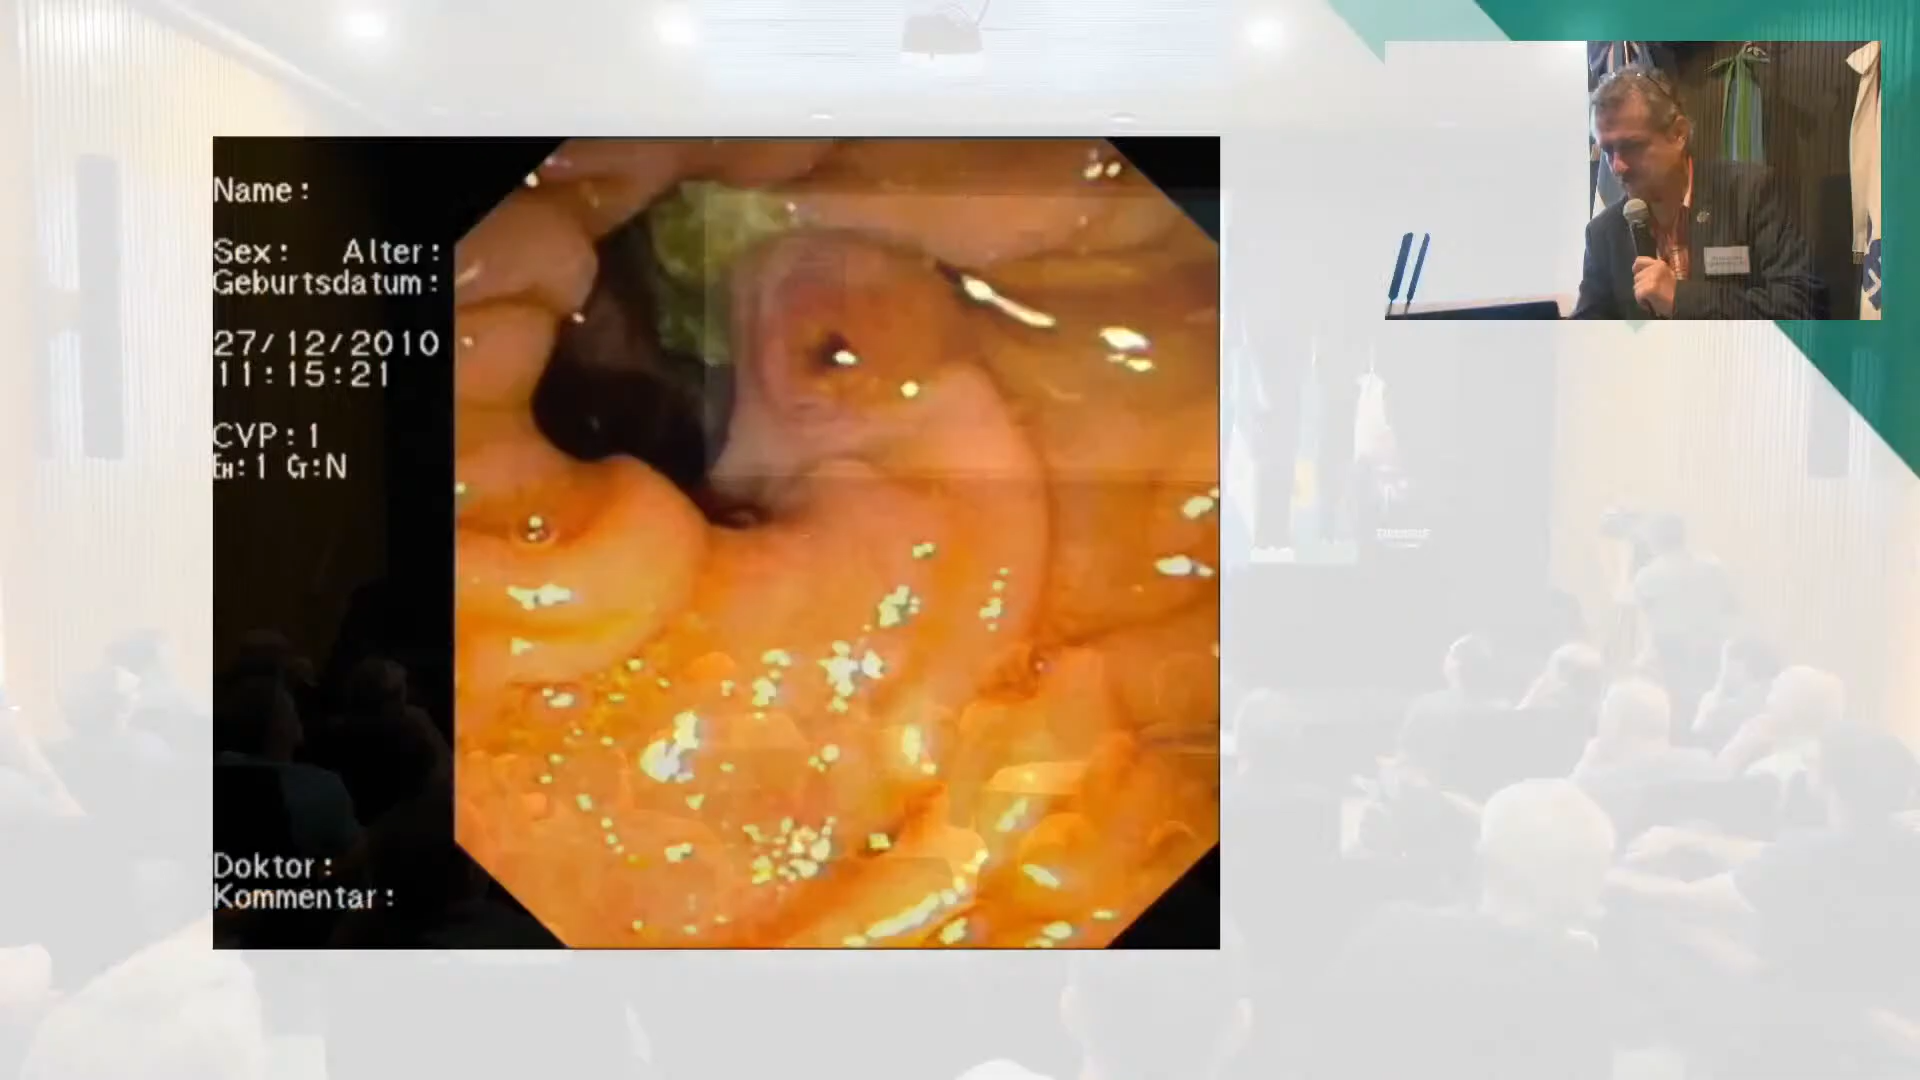 Name:
Sex: Alter:
Geburtsdatum:
27/12/2010
11:15:21
CVP:1
EH:1 Cr:N
Doktor:
Kommentar: